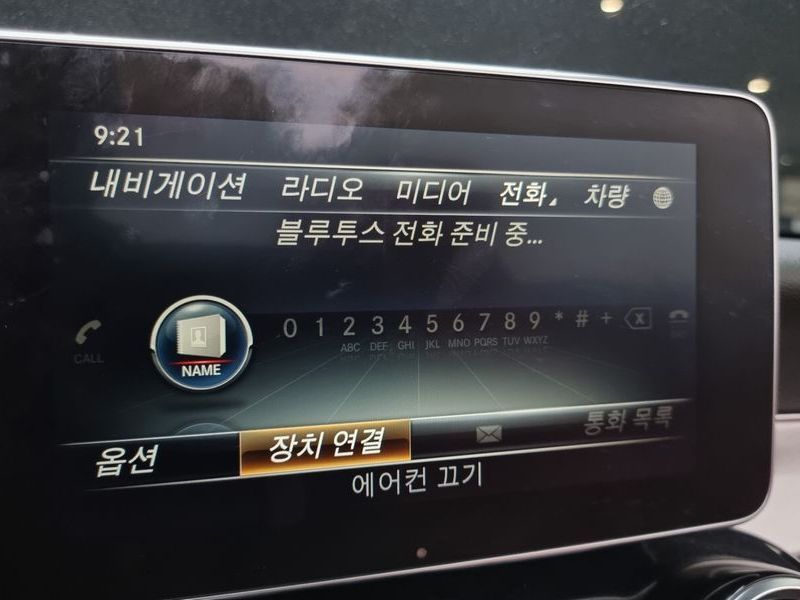 9:21
내비게이션 라디오 미디어 전화 차량
블루투스 전화 준비 중...
CALL NAME 0 1 2 3 4 5 6 7 8 9 * # +
ABC DEF GHI JKL MNO PQRS TUV WXYZ
옵션 장치 연결 통화 목록
에어컨 끄기